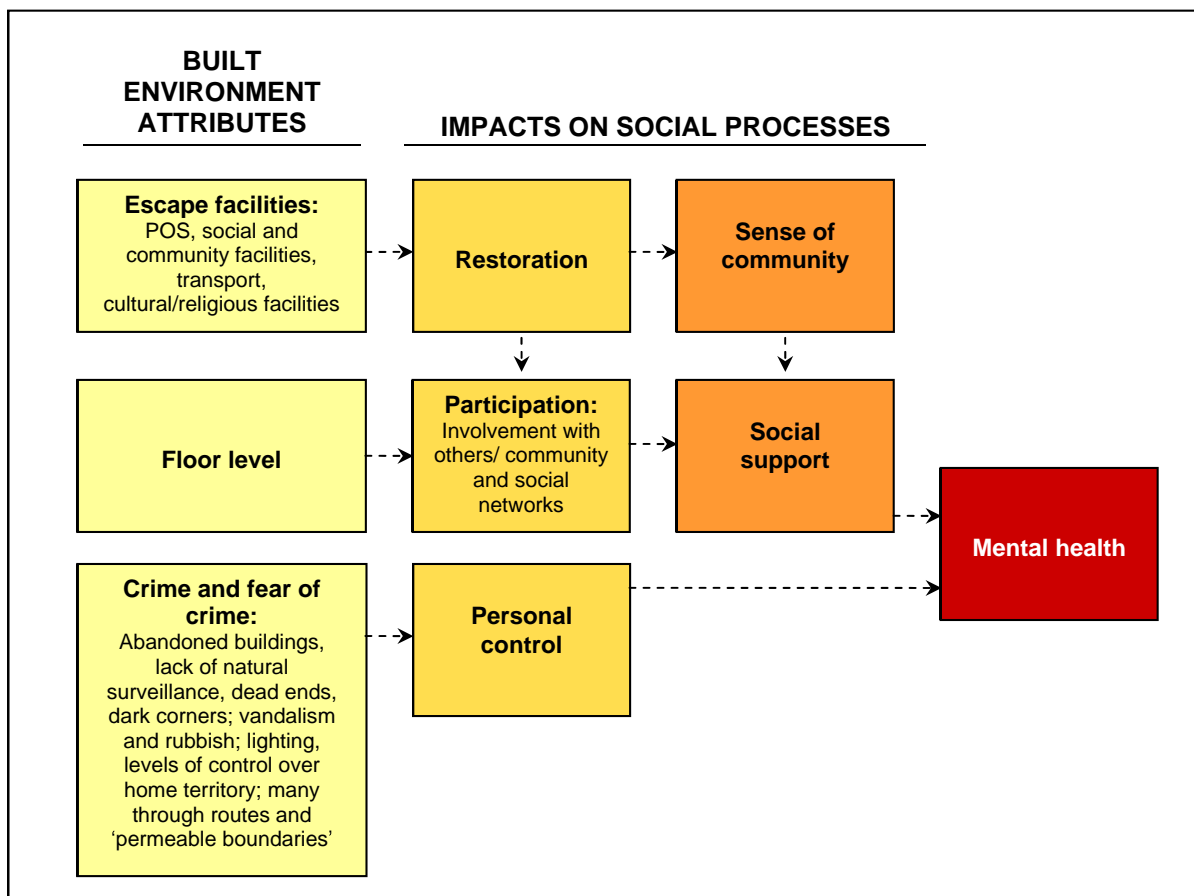 BUILT
ENVIRONMENT
ATTRIBUTES
IMPACTS ON SOCIAL PROCESSES
Escape facilities:
POS, social and
community facilities,
transport,
cultural/religious facilities
Restoration
Sense of
community
Floor level
Participation:
Involvement with
others/ community
and social
networks
Social
support
Mental health
Crime and fear of
crime:
Abandoned buildings,
lack of natural
surveillance, dead ends,
dark corners; vandalism
and rubbish; lighting,
levels of control over
home territory; many
through routes and
‘permeable boundaries’
Personal
control